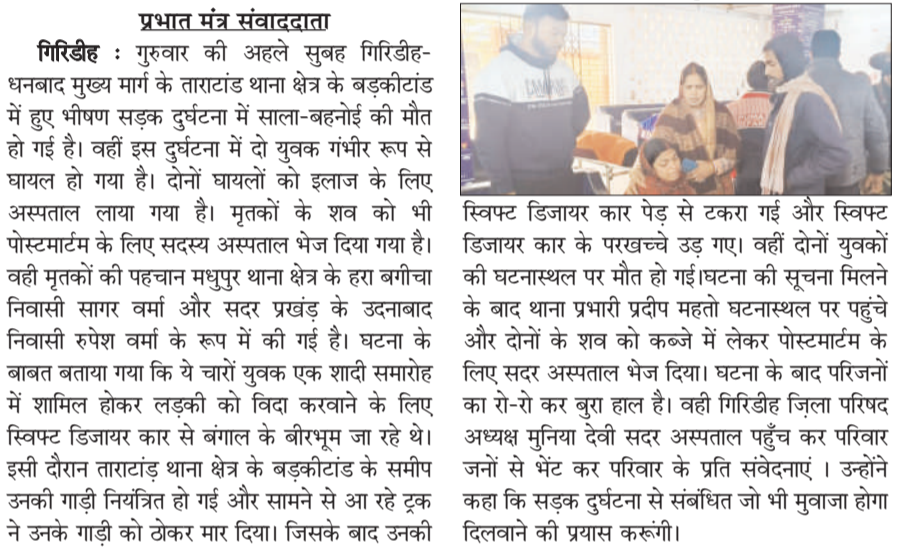 प्रभात मंत्र संवाददाता
गिरिडीह : गुरुवार की अहले सुबह गिरिडीह-
धनबाद मुख्य मार्ग के ताराटांड थाना क्षेत्र के बड़कीटांड
में हुए भीषण सड़क दुर्घटना में साला-बहनोई की मौत
हो गई है। वहीं इस दुर्घटना में दो युवक गंभीर रूप से
घायल हो गया है। दोनों घायलों को इलाज के लिए
अस्पताल लाया गया है। मृतकों के शव को भी
पोस्टमार्टम के लिए सदस्य अस्पताल भेज दिया गया है।
वही मृतकों की पहचान मधुपुर थाना क्षेत्र के हरा बगीचा
निवासी सागर वर्मा और सदर प्रखंड के उदनाबाद
निवासी रुपेश वर्मा के रूप में की गई है। घटना के
बाबत बताया गया कि ये चारों युवक एक शादी समारोह
में शामिल होकर लड़की को विदा करवाने के लिए
स्विफ्ट डिजायर कार से बंगाल के बीरभूम जा रहे थे।
इसी दौरान ताराटांड़ थाना क्षेत्र के बड़कीटांड के समीप
उनकी गाड़ी नियंत्रित हो गई और सामने से आ रहे ट्रक
ने उनके गाड़ी को ठोकर मार दिया। जिसके बाद उनकी
स्विफ्ट डिजायर कार पेड़ से टकरा गई और स्विफ्ट
डिजायर कार के परखच्चे उड़ गए। वहीं दोनों युवकों
की घटनास्थल पर मौत हो गई।घटना की सूचना मिलने
के बाद थाना प्रभारी प्रदीप महतो घटनास्थल पर पहुंचे
और दोनों के शव को कब्जे में लेकर पोस्टमार्टम के
लिए सदर अस्पताल भेज दिया। घटना के बाद परिजनों
का रो-रो कर बुरा हाल है। वही गिरिडीह ज़िला परिषद
अध्यक्ष मुनिया देवी सदर अस्पताल पहुँच कर परिवार
जनों से भेंट कर परिवार के प्रति संवेदनाएं । उन्होंने
कहा कि सड़क दुर्घटना से संबंधित जो भी मुवाजा होगा
दिलवाने की प्रयास करूंगी।